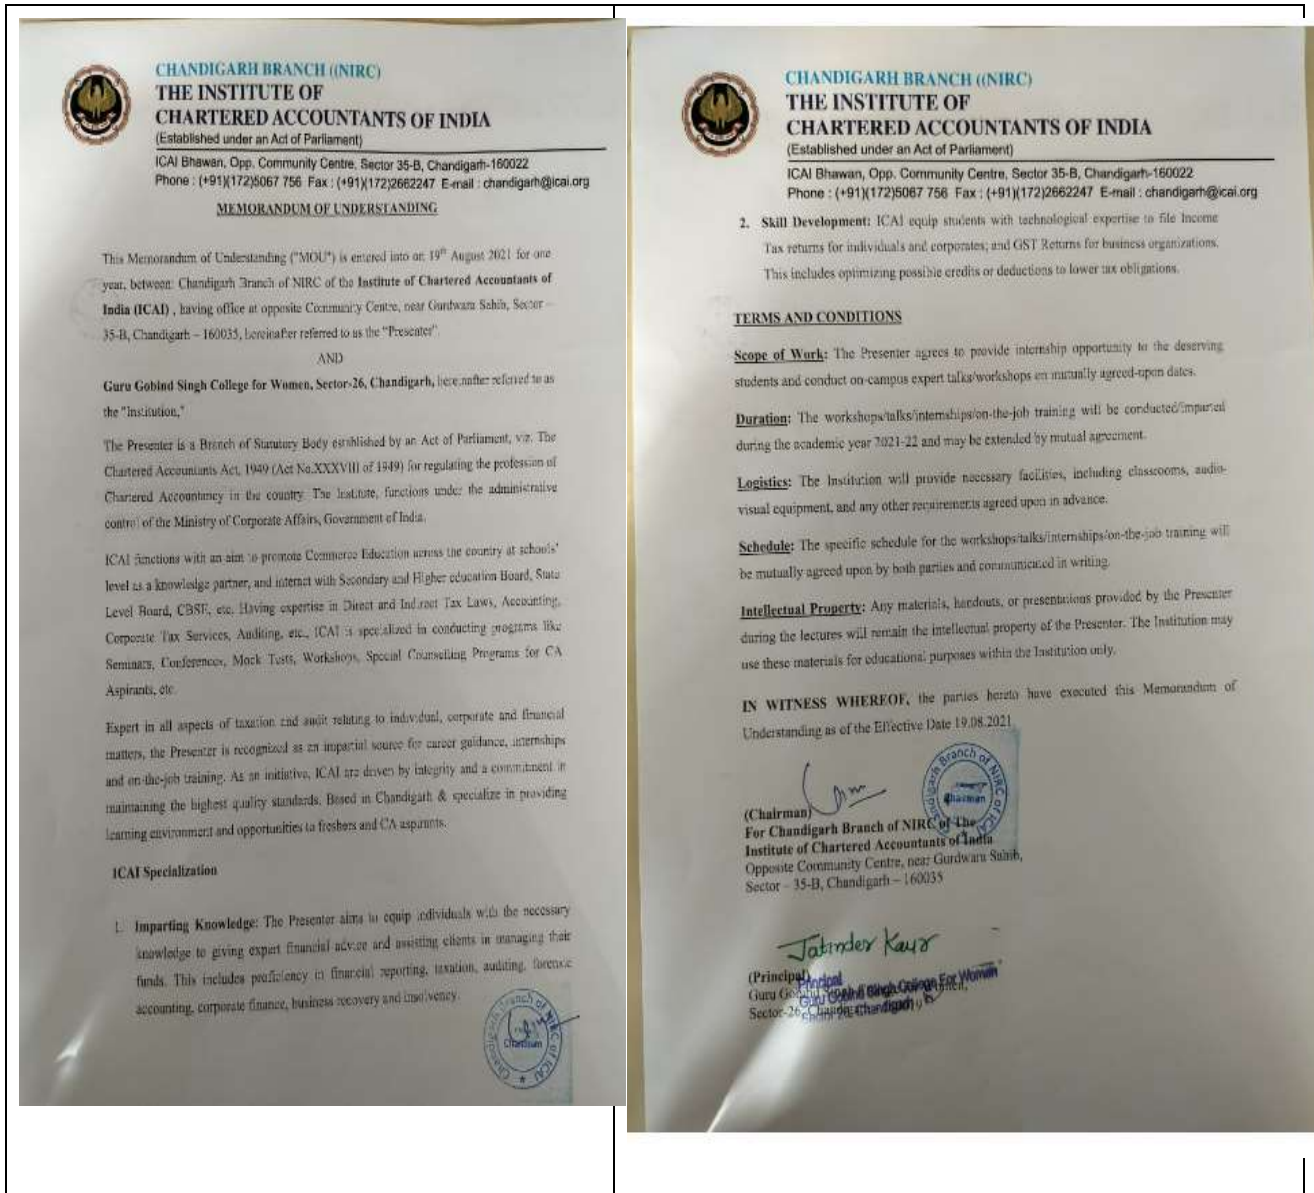 CHANDIGARH BRANCH ((NIRC)
THE INSTITUTE OF
CHARTERED ACCOUNTANTS OF INDIA
(Established under an Act of Parliament)
ICAI Bhawan, Opp. Community Centre, Sector 35-B, Chandigarh-160022
Phone : (+91)(172)5067 756 Fax : (+91)(172)2662247 E-mail : chandigarh@icai.org
MEMORANDUM OF UNDERSTANDING
This Memorandum of Understanding ("MOU") is entered into on 19th August 2021 for one
year, between: Chandigarh Branch of NIRC of the Institute of Chartered Accountants of
India (ICAI) , having office at opposite Community Centre, near Gurdwara Sahib, Sector –
35-B, Chandigarh – 160035, hereinafter referred to as the "Presenter".
AND
Guru Gobind Singh College for Women, Sector-26, Chandigarh, hereinafter referred to as
the "Institution,"
The Presenter is a Branch of Statutory Body established by an Act of Parliament, viz. The
Chartered Accountants Act, 1949 (Act No.XXXVIII of 1949) for regulating the profession of
Chartered Accountancy in the country. The Institute, functions under the administrative
control of the Ministry of Corporate Affairs, Government of India.
ICAI functions with an aim to promote Commerce Education across the country at schools'
level as a knowledge partner, and interact with Secondary and Higher education Board, State
Level Board, CBSE, etc. Having expertise in Direct and Indirect Tax Laws, Accounting,
Corporate Tax Services, Auditing, etc., ICAI is specialized in conducting programs like
Seminars, Conferences, Mock Tests, Workshops, Special Counselling Programs for CA
Aspirants, etc.
Expert in all aspects of taxation and audit relating to individual, corporate and financial
matters, the Presenter is recognized as an impartial source for career guidance, internships
and on-the-job training. As an initiative, ICAI are driven by integrity and a commitment in
maintaining the highest quality standards. Based in Chandigarh & specialize in providing
learning environment and opportunities to freshers and CA aspirants.
ICAI Specialization
1. Imparting Knowledge: The Presenter aims to equip individuals with the necessary
knowledge to giving expert financial advice and assisting clients in managing their
funds. This includes proficiency in financial reporting, taxation, auditing, forensic
accounting, corporate finance, business recovery and insolvency.
Chandigarh Branch of NIRC of ICAI
Chairman
CHANDIGARH BRANCH ((NIRC)
THE INSTITUTE OF
CHARTERED ACCOUNTANTS OF INDIA
(Established under an Act of Parliament)
ICAI Bhawan, Opp. Community Centre, Sector 35-B, Chandigarh-160022
Phone : (+91)(172)5067 756 Fax : (+91)(172)2662247 E-mail : chandigarh@icai.org
2. Skill Development: ICAI equip students with technological expertise to file Income
Tax returns for individuals and corporates; and GST Returns for business organizations.
This includes optimizing possible credits or deductions to lower tax obligations.
TERMS AND CONDITIONS
Scope of Work: The Presenter agrees to provide internship opportunity to the deserving
students and conduct on-campus expert talks/workshops on mutually agreed-upon dates.
Duration: The workshops/talks/internships/on-the-job training will be conducted/imparted
during the academic year 2021-22 and may be extended by mutual agreement.
Logistics: The Institution will provide necessary facilities, including classrooms, audio-
visual equipment, and any other requirements agreed upon in advance.
Schedule: The specific schedule for the workshops/talks/internships/on-the-job training will
be mutually agreed upon by both parties and communicated in writing.
Intellectual Property: Any materials, handouts, or presentations provided by the Presenter
during the lectures will remain the intellectual property of the Presenter. The Institution may
use these materials for educational purposes within the Institution only.
IN WITNESS WHEREOF, the parties hereto have executed this Memorandum of
Understanding as of the Effective Date 19.08.2021
Chandigarh Branch of NIRC of ICAI
Chairman
(Chairman)
For Chandigarh Branch of NIRC of The
Institute of Chartered Accountants of India
Opposite Community Centre, near Gurdwara Sahib,
Sector – 35-B, Chandigarh – 160035
Jatinder Kaur
(Principal)
Principal
Guru Gobind Singh College For Women
Sector-26, Chandigarh